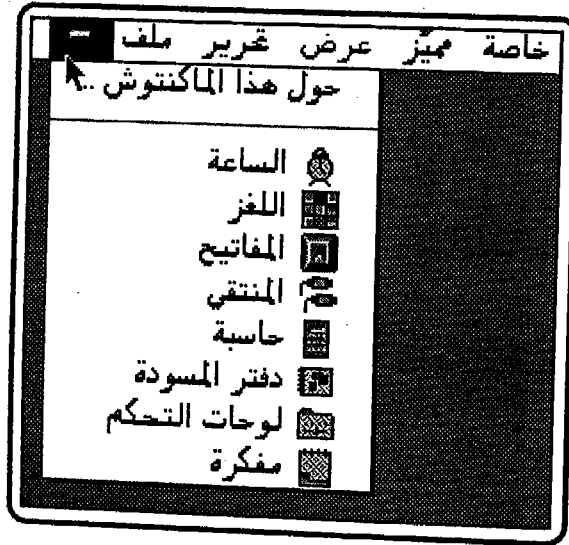 خاصة مميّز عرض تحرير ملف
حول هذا الماكنتوش ...
الساعة
اللغز
المفاتيح
المنتقي
حاسبة
دفتر المسودة
لوحات التحكم
مفكرة